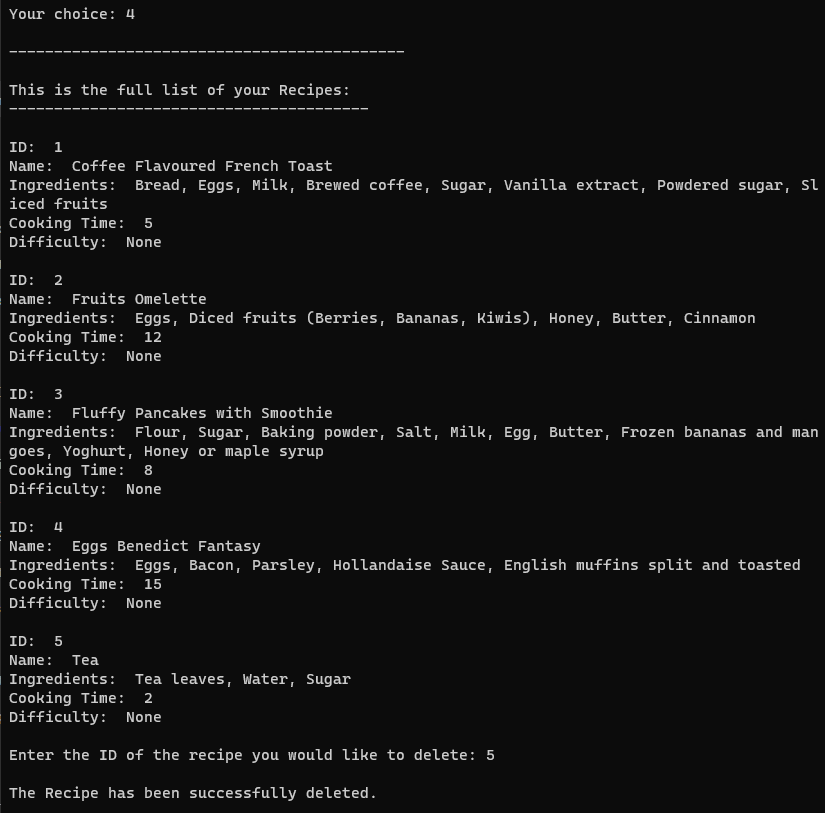 Your choice: 4
--------------------------------------------
This is the full list of your Recipes:
----------------------------------------
ID:  1
Name:  Coffee Flavoured French Toast
Ingredients:  Bread, Eggs, Milk, Brewed coffee, Sugar, Vanilla extract, Powdered sugar, Sl
iced fruits
Cooking Time:  5
Difficulty:  None
ID:  2
Name:  Fruits Omelette
Ingredients:  Eggs, Diced fruits (Berries, Bananas, Kiwis), Honey, Butter, Cinnamon
Cooking Time:  12
Difficulty:  None
ID:  3
Name:  Fluffy Pancakes with Smoothie
Ingredients:  Flour, Sugar, Baking powder, Salt, Milk, Egg, Butter, Frozen bananas and man
goes, Yoghurt, Honey or maple syrup
Cooking Time:  8
Difficulty:  None
ID:  4
Name:  Eggs Benedict Fantasy
Ingredients:  Eggs, Bacon, Parsley, Hollandaise Sauce, English muffins split and toasted
Cooking Time:  15
Difficulty:  None
ID:  5
Name:  Tea
Ingredients:  Tea leaves, Water, Sugar
Cooking Time:  2
Difficulty:  None
Enter the ID of the recipe you would like to delete: 5
The Recipe has been successfully deleted.